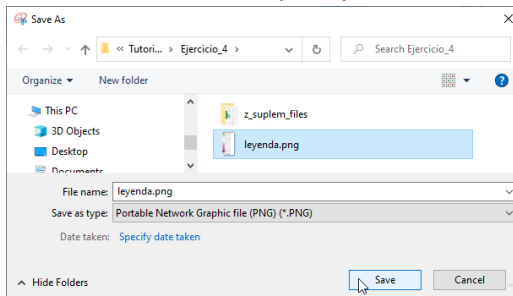 Save As
« Tutori... › Ejercicio_4 ›
Search Ejercicio_4
Organize
New folder
This PC
3D Objects
Desktop
Documents
z_suplem_files
leyenda.png
File name: leyenda.png
Save as type: Portable Network Graphic file (PNG) (*.PNG)
Date taken: Specify date taken
Hide Folders
Save
Cancel